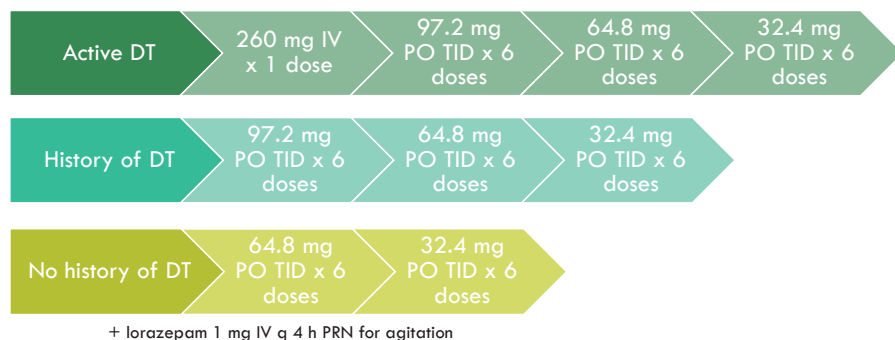 Active DT
260 mg IV
x 1 dose
97.2 mg
PO TID x 6
doses
64.8 mg
PO TID x 6
doses
32.4 mg
PO TID x 6
doses
History of DT
97.2 mg
PO TID x 6
doses
64.8 mg
PO TID x 6
doses
32.4 mg
PO TID x 6
doses
No history of DT
64.8 mg
PO TID x 6
doses
32.4 mg
PO TID x 6
doses
+ lorazepam 1 mg IV q 4 h PRN for agitation